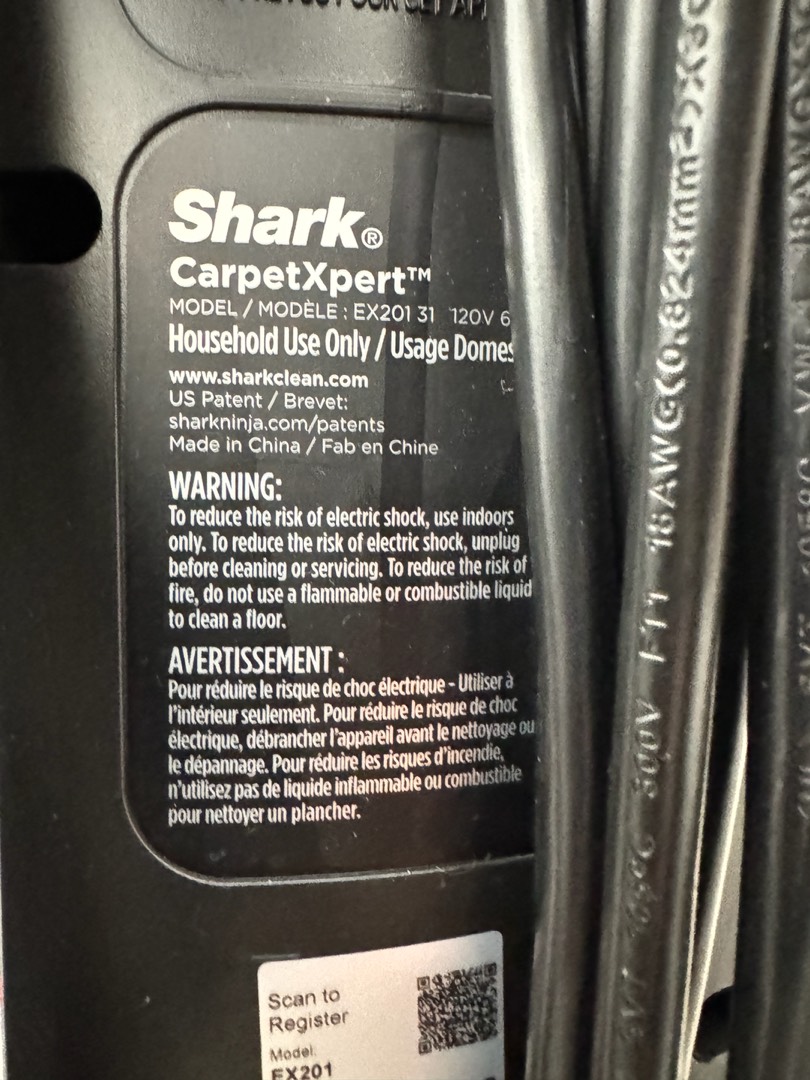 Shark®
CarpetXpert™
MODEL / MODÈLE : EX201 31 120V 6
Household Use Only / Usage Domes
www.sharkclean.com
US Patent / Brevet:
sharkninja.com/patents
Made in China / Fab en Chine
WARNING:
To reduce the risk of electric shock, use indoors
only. To reduce the risk of electric shock, unplug
before cleaning or servicing. To reduce the risk of
fire, do not use a flammable or combustible liquid
to clean a floor.
AVERTISSEMENT :
Pour réduire le risque de choc électrique - Utiliser à
l'intérieur seulement. Pour réduire le risque de choc
électrique, débrancher l'appareil avant le nettoyage ou
le dépannage. Pour réduire les risques d'incendie,
n'utilisez pas de liquide inflammable ou combustible
pour nettoyer un plancher.
Scan to
Register
Model:
EX201
300V FT1 18AWG(0.824mm²)X3C